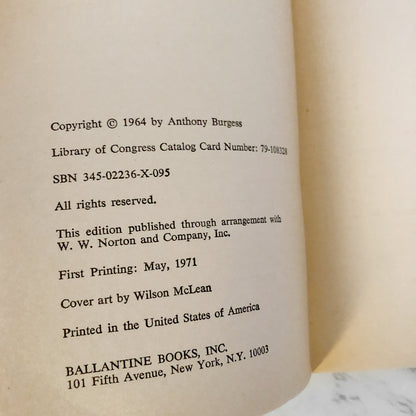 Copyright © 1964 by Anthony Burgess
Library of Congress Catalog Card Number: 79-108328
SBN 345-02236-X-095
All rights reserved.
This edition published through arrangement with
W. W. Norton and Company, Inc.
First Printing: May, 1971
Cover art by Wilson McLean
Printed in the United States of America
BALLANTINE BOOKS, INC.
101 Fifth Avenue, New York, N.Y. 10003